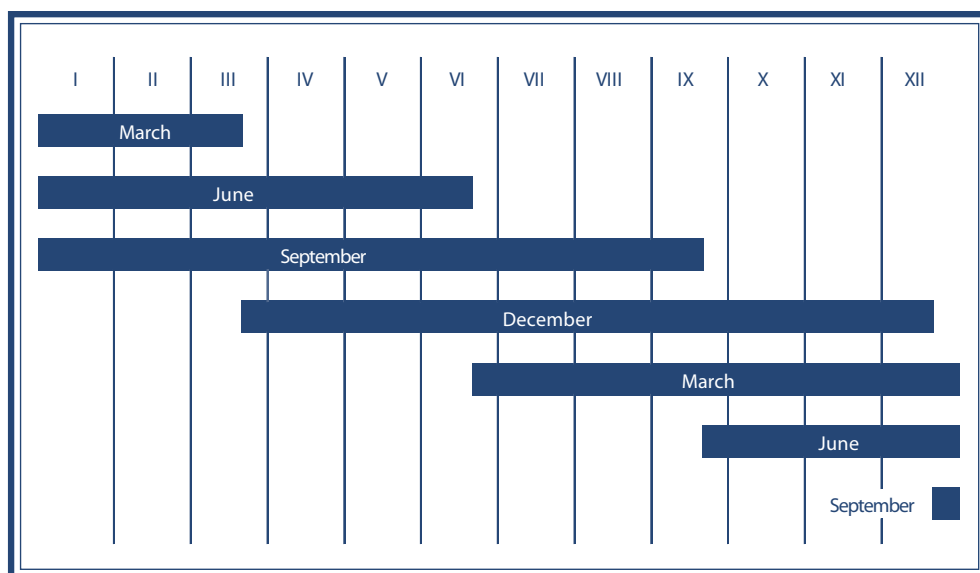 I II III IV V VI VII VIII IX X XI XII
March
June
September
December
March
June
September